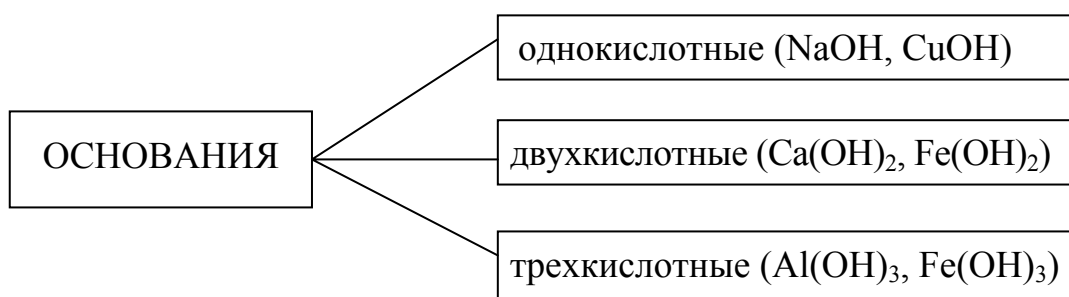 однокислотные (NaOH, CuOH)
ОСНОВАНИЯ
двухкислотные (Ca(OH)₂, Fe(OH)₂)
трехкислотные (Al(OH)₃, Fe(OH)₃)